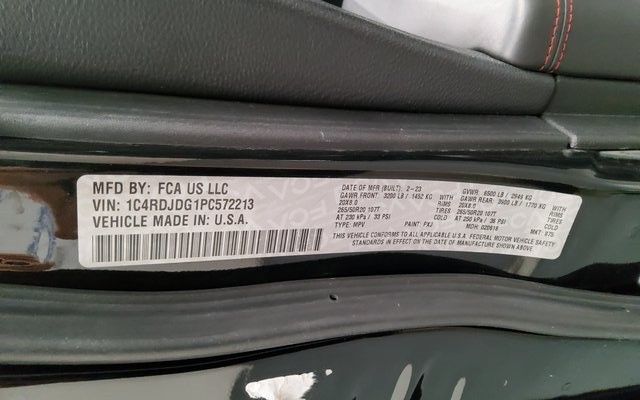 MFD BY: FCA US LLC
VIN: 1C4RDJDG1PC572213
VEHICLE MADE IN: U.S.A.
DATE OF MFR (BUILT): 2-23 GVWR: 6500 LB / 2949 KG
GAWR FRONT: 3200 LB / 1452 KG GAWR REAR: 3900 LB / 1770 KG
20X8.0 RIMS 20X8.0 RIMS
265/50R20 107T TIRES 265/50R20 107T TIRES
AT 230 kPa / 33 PSI COLD AT 250 kPa / 36 PSI COLD
TYPE: MPV PAINT: PXJ MDH: 020618 MKT: 875
THIS VEHICLE CONFORMS TO ALL APPLICABLE U.S.A. FEDERAL MOTOR VEHICLE SAFETY
STANDARDS IN EFFECT ON THE DATE OF MANUFACTURE SHOWN ABOVE.